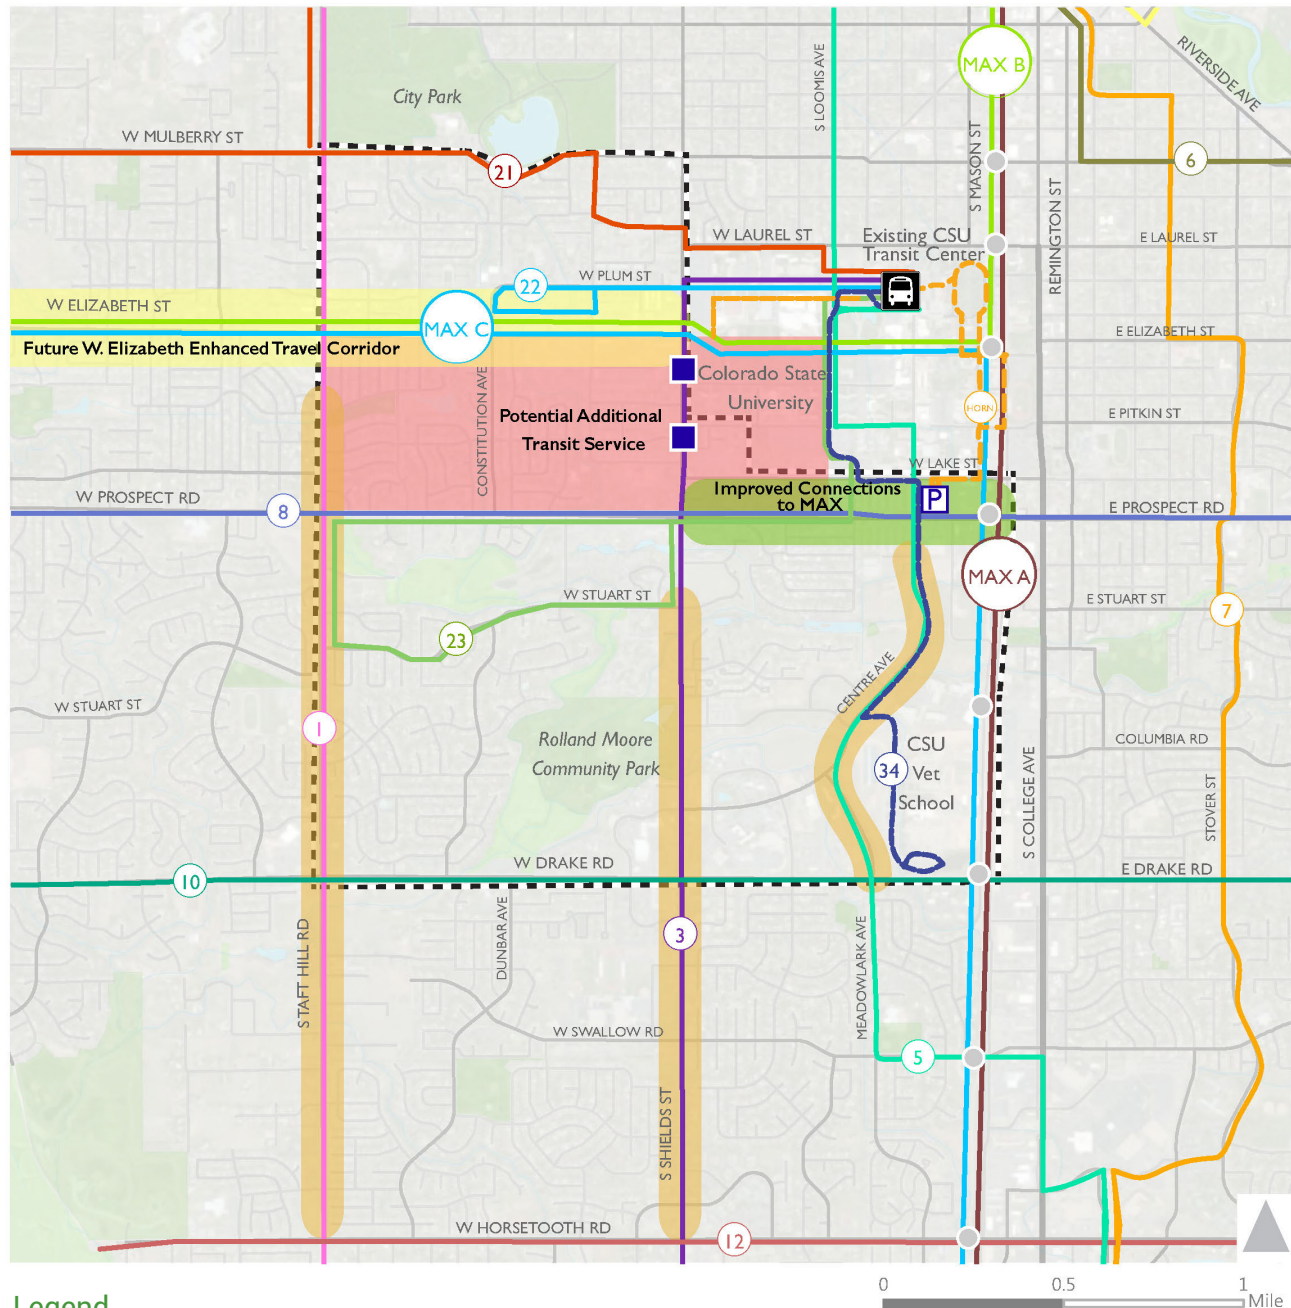 MAX B
S LOOMIS AVE
RIVERSIDE AVE
City Park
W MULBERRY ST
S MASON ST
6
21
REMINGTON ST
W LAUREL ST
Existing CSU
Transit Center
E LAUREL ST
W PLUM ST
22
W ELIZABETH ST
MAX C
E ELIZABETH ST
Future W. Elizabeth Enhanced Travel Corridor
Colorado State
University
CONSTITUTION AVE
Potential Additional
Transit Service
HORN
E PITKIN ST
W LAKE ST
W PROSPECT RD
8
Improved Connections
to MAX
P
E PROSPECT RD
MAX A
W STUART ST
E STUART ST
7
23
CENTRE AVE
W STUART ST
1
Rolland Moore
Community Park
34
CSU
Vet
School
COLUMBIA RD
S COLLEGE AVE
STOVER ST
W DRAKE RD
E DRAKE RD
10
DUNBAR AVE
3
S TAFT HILL RD
MEADOWLARK AVE
W SWALLOW RD
5
S SHIELDS ST
W HORSETOOTH RD
12
0
0.5
1
Mile
Legend